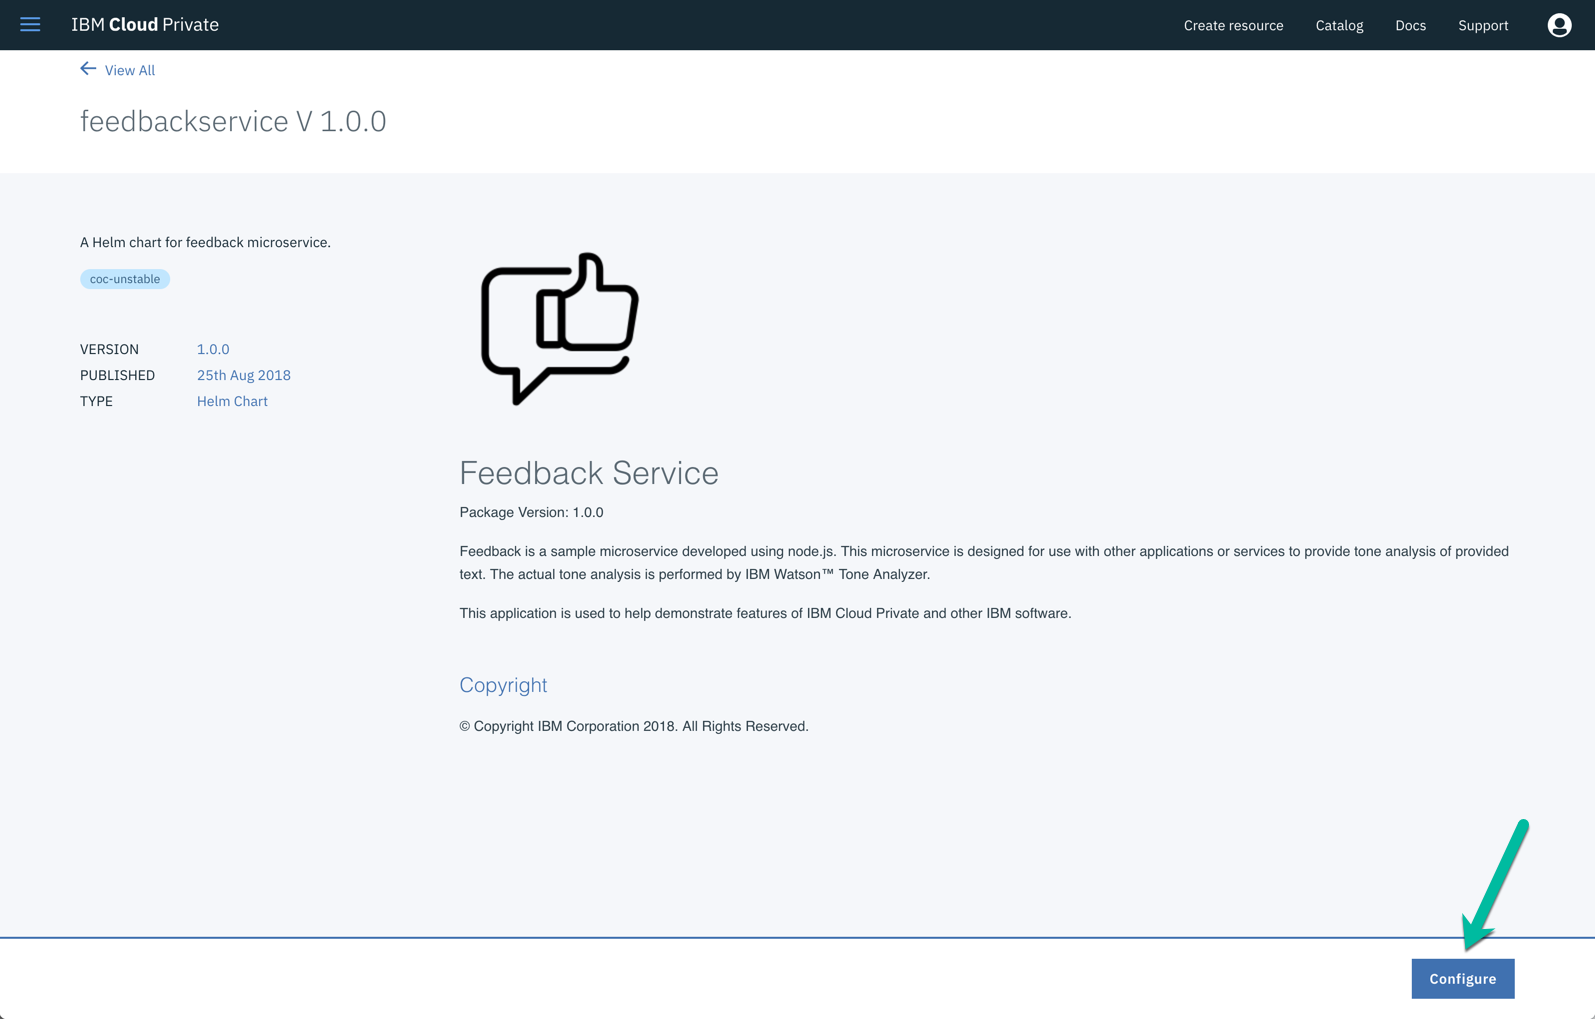 IBM Cloud Private
Create resource
Catalog
Docs
Support
View All
feedbackservice V 1.0.0
A Helm chart for feedback microservice.
coc-unstable
VERSION 1.0.0
PUBLISHED 25th Aug 2018
TYPE Helm Chart
Feedback Service
Package Version: 1.0.0
Feedback is a sample microservice developed using node.js. This microservice is designed for use with other applications or services to provide tone analysis of provided
text. The actual tone analysis is performed by IBM Watson™ Tone Analyzer.
This application is used to help demonstrate features of IBM Cloud Private and other IBM software.
Copyright
© Copyright IBM Corporation 2018. All Rights Reserved.
Configure